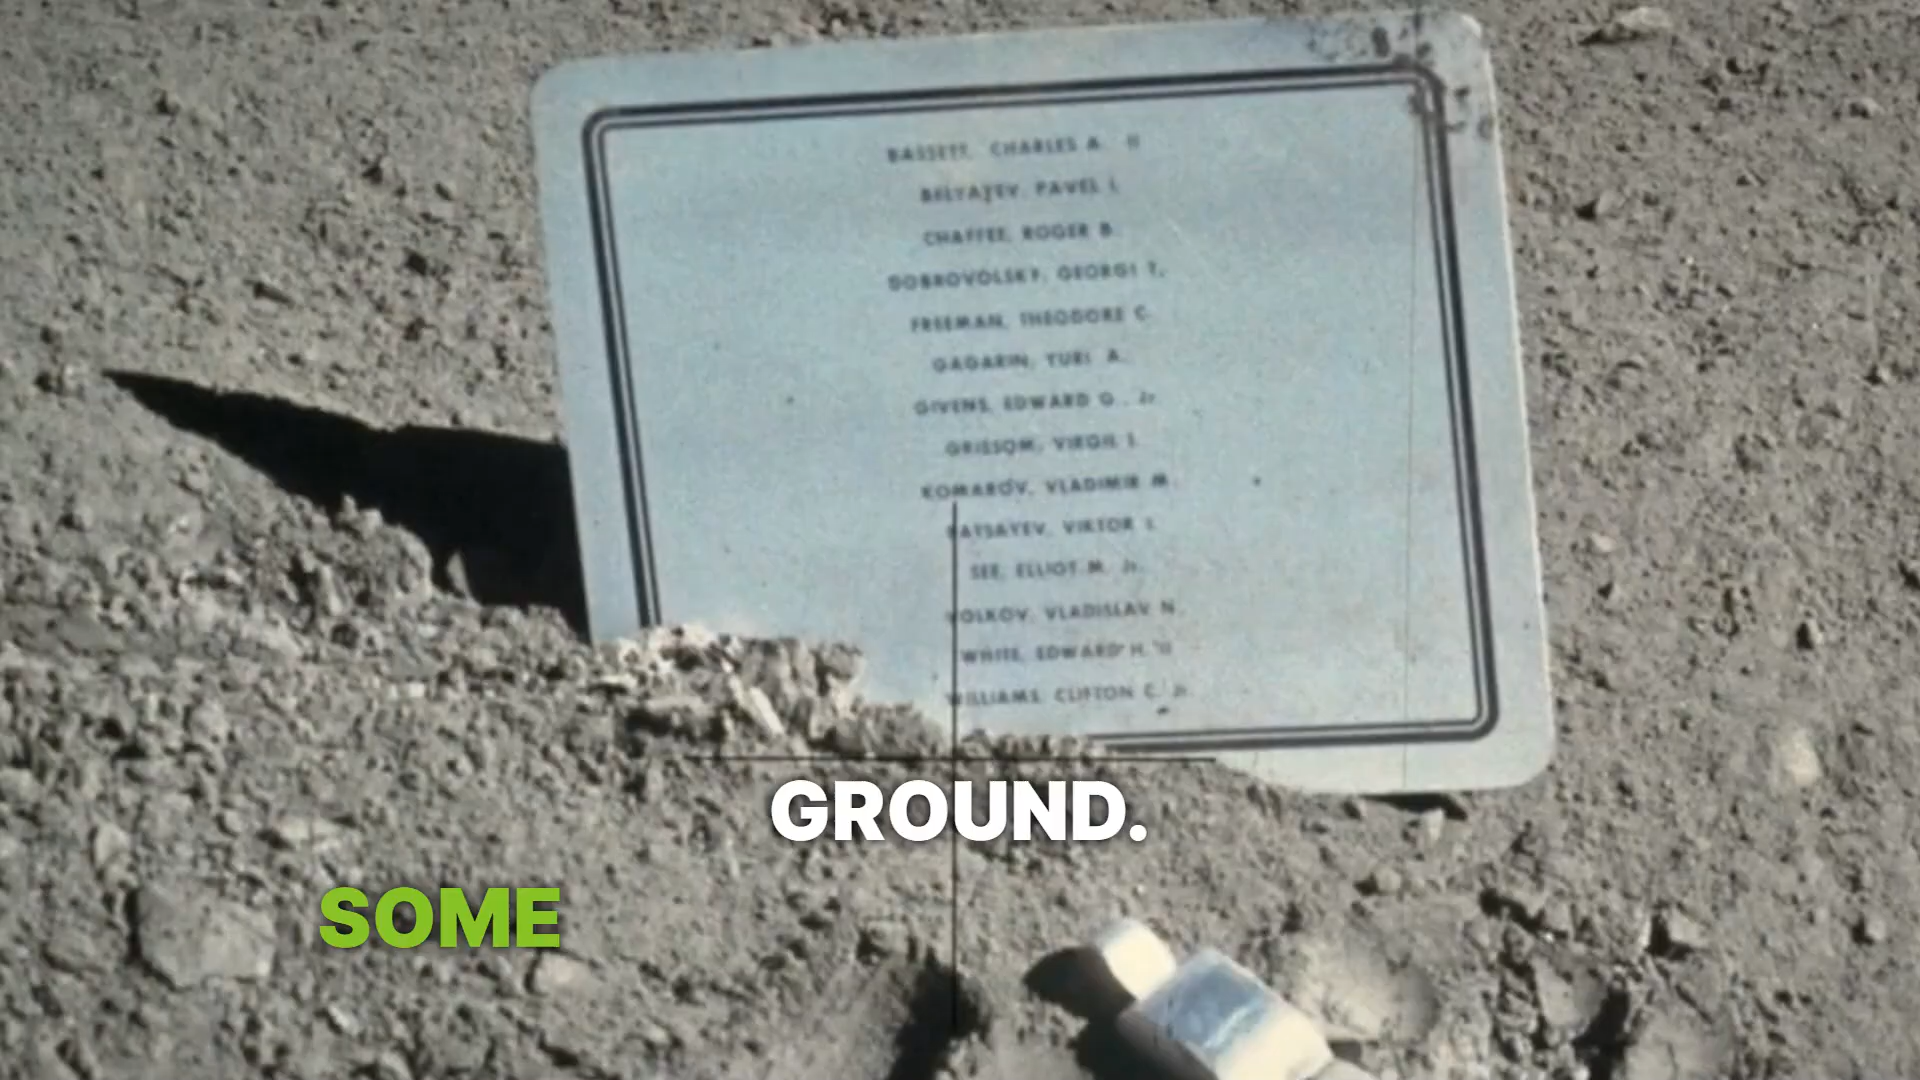 BASSETT, CHARLES A. II
BELYAYEV, PAVEL I.
CHAFFEE, ROGER B.
DOBROVOLSKY, GEORGI T.
FREEMAN, THEODORE C.
GAGARIN, YURI A.
GIVENS, EDWARD G., Jr.
GRISSOM, VIRGIL I.
KOMAROV, VLADIMIR M.
PATSAYEV, VIKTOR I.
SEE, ELLIOT M. Jr.
VOLKOV, VLADISLAV N.
WHITE, EDWARD H. II
WILLIAMS, CLIFTON C. Jr.
GROUND.
SOME